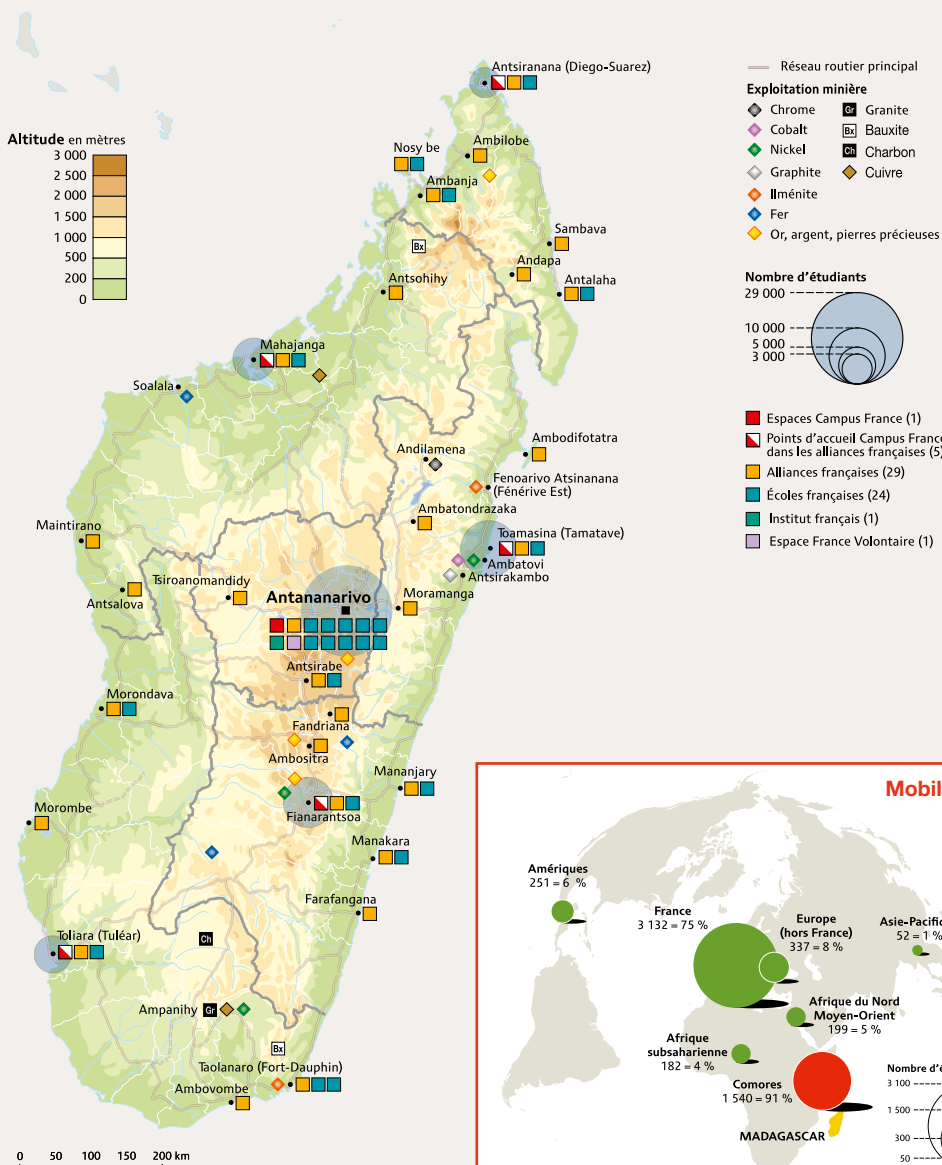 Altitude en mètres
3 000
2 500
2 000
1 500
1 000
500
200
0
Antsiranana (Diego-Suarez)
Nosy be
Ambilobe
Ambanja
Bx
Sambava
Andapa
Antsohihy
Antalaha
Mahajanga
Soalala
Andilamena
Ambodifotatra
Fenoarivo Atsinanana
(Fénérive Est)
Ambatondrazaka
Maintirano
Toamasina (Tamatave)
Ambatovi
Antsirakambo
Tsiroanomandidy
Antsalova
Antananarivo
Moramanga
Antsirabe
Morondava
Fandriana
Ambositra
Mananjary
Fianarantsoa
Morombe
Manakara
Farafangana
Toliara (Tuléar)
Ch
Ampanihy
Gr
Bx
Taolanaro (Fort-Dauphin)
Ambovombe
0 50 100 150 200 km
Réseau routier principal
Exploitation minière
Chrome
Cobalt
Nickel
Graphite
Ilménite
Fer
Or, argent, pierres précieuses
Gr Granite
Bx Bauxite
Ch Charbon
Cuivre
Nombre d'étudiants
29 000
10 000
5 000
3 000
Espaces Campus France (1)
Points d'accueil Campus France
dans les alliances françaises (5)
Alliances françaises (29)
Écoles françaises (24)
Institut français (1)
Espace France Volontaire (1)
Mobil
Amériques
251 = 6 %
France
3 132 = 75 %
Europe
(hors France)
337 = 8 %
Asie-Pacifiq
52 = 1 %
Afrique du Nord
Moyen-Orient
199 = 5 %
Afrique
subsaharienne
182 = 4 %
Comores
1 540 = 91 %
MADAGASCAR
Nombre d'é
3 100
1 500
300
50